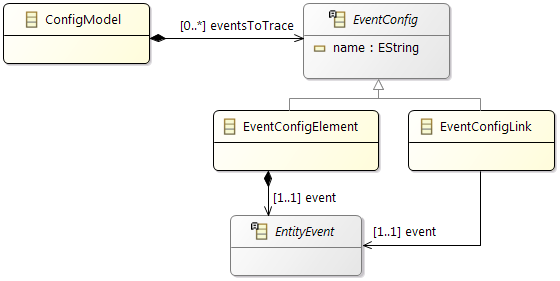 ConfigModel
[0..*] eventsToTrace
EventConfig
name : EString
EventConfigElement
EventConfigLink
[1..1] event
[1..1] event
EntityEvent